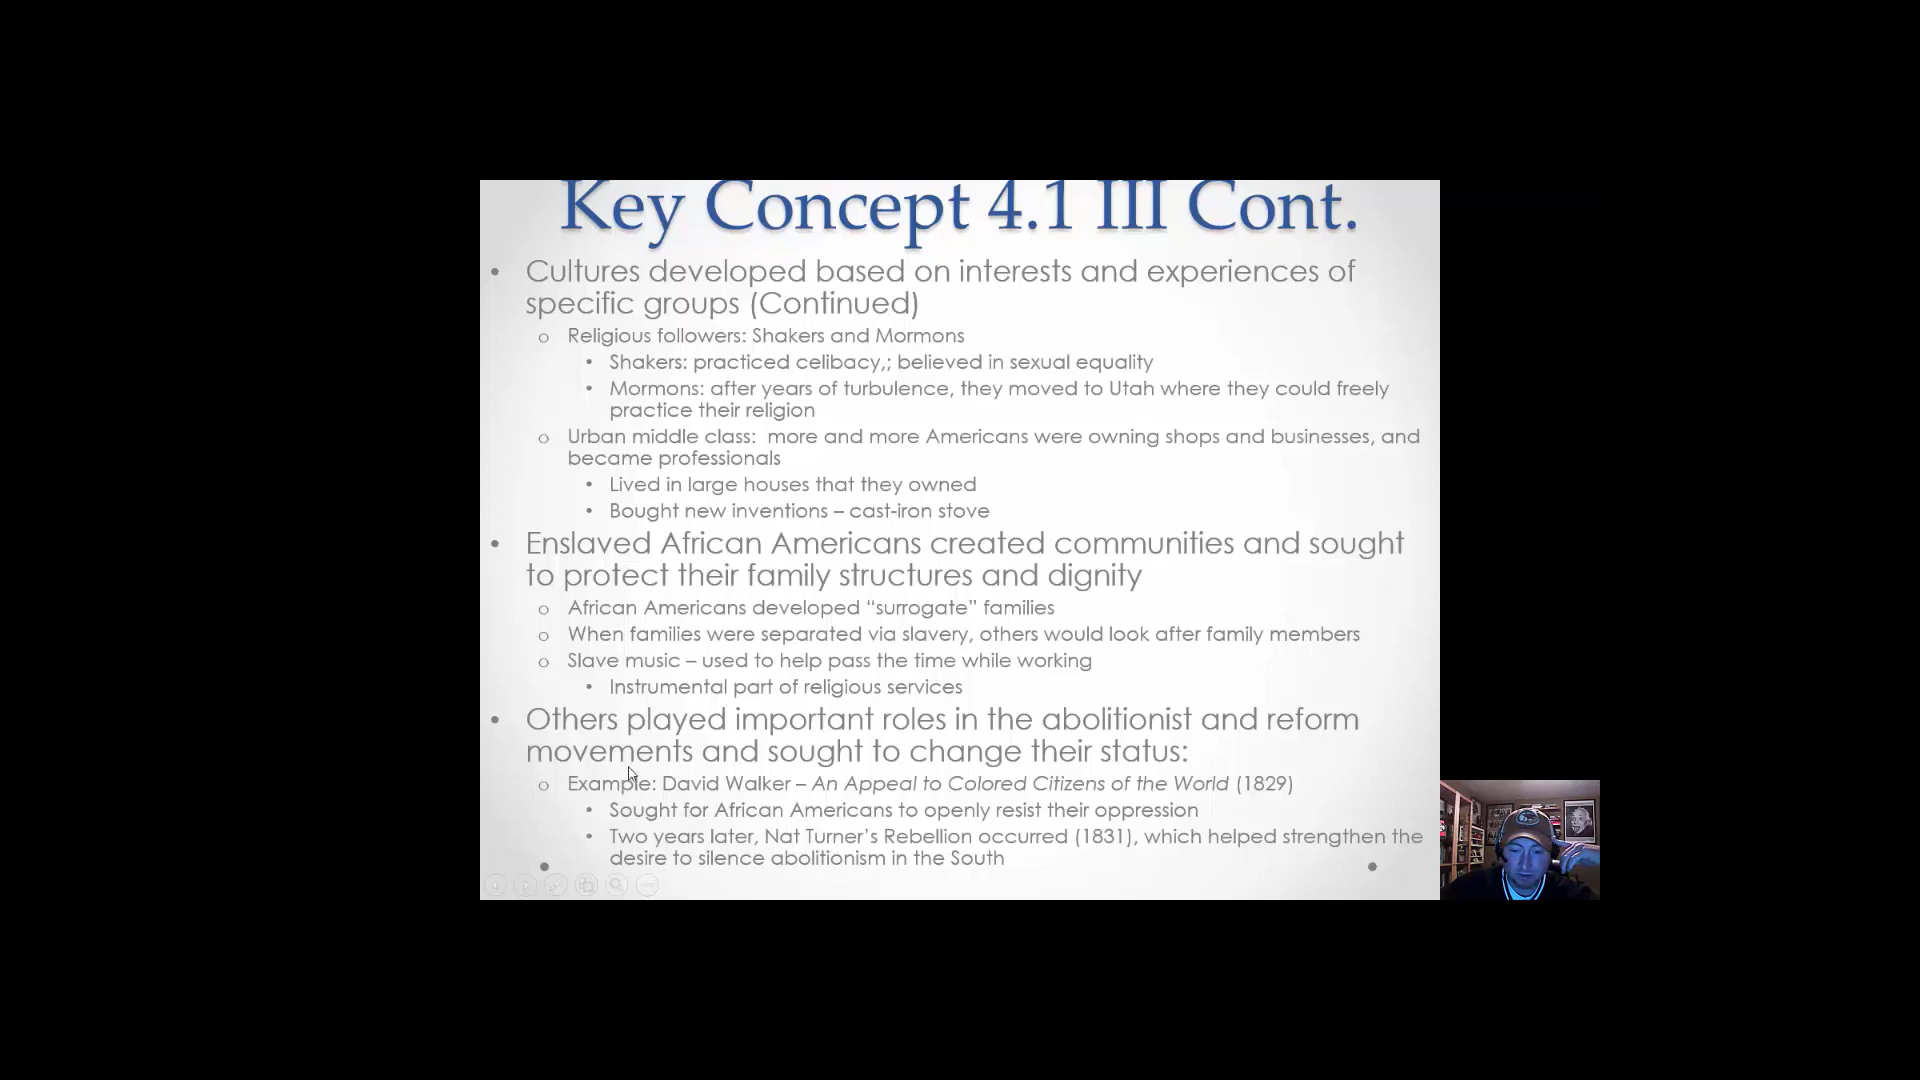 Key Concept 4.1 III Cont.
• Cultures developed based on interests and experiences of
specific groups (Continued)
o Religious followers: Shakers and Mormons
• Shakers: practiced celibacy,; believed in sexual equality
• Mormons: after years of turbulence, they moved to Utah where they could freely
practice their religion
o Urban middle class:  more and more Americans were owning shops and businesses, and
became professionals
• Lived in large houses that they owned
• Bought new inventions – cast-iron stove
• Enslaved African Americans created communities and sought
to protect their family structures and dignity
o African Americans developed “surrogate” families
o When families were separated via slavery, others would look after family members
o Slave music – used to help pass the time while working
• Instrumental part of religious services
• Others played important roles in the abolitionist and reform
movements and sought to change their status:
o Example: David Walker – An Appeal to Colored Citizens of the World (1829)
• Sought for African Americans to openly resist their oppression
• Two years later, Nat Turner’s Rebellion occurred (1831), which helped strengthen the
desire to silence abolitionism in the South